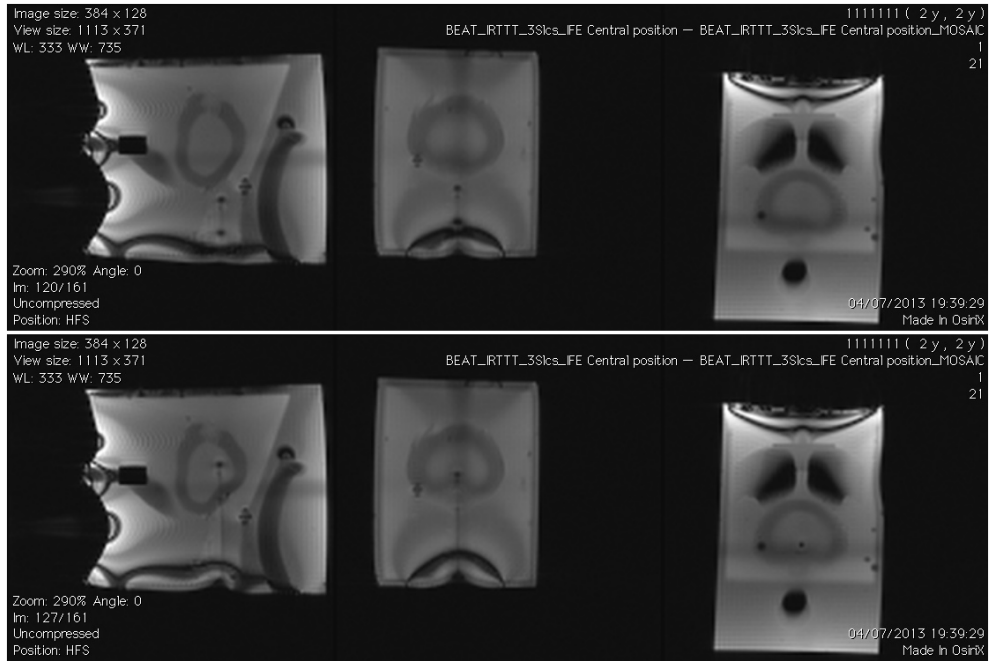 Image size: 384 x 128
View size: 1113 x 371
WL: 333 WW: 735
1111111 ( 2 y, 2 y )
BEAT_IRTTT_3Slcs_IFE Central position — BEAT_IRTTT_3Slcs_IFE Central position_MOSAIC
1
21
Zoom: 290% Angle: 0
Im: 120/161
Uncompressed
Position: HFS
04/07/2013 19:39:29
Made In OsiriX
Image size: 384 x 128
View size: 1113 x 371
WL: 333 WW: 735
1111111 ( 2 y, 2 y )
BEAT_IRTTT_3Slcs_IFE Central position — BEAT_IRTTT_3Slcs_IFE Central position_MOSAIC
1
21
Zoom: 290% Angle: 0
Im: 127/161
Uncompressed
Position: HFS
04/07/2013 19:39:29
Made In OsiriX